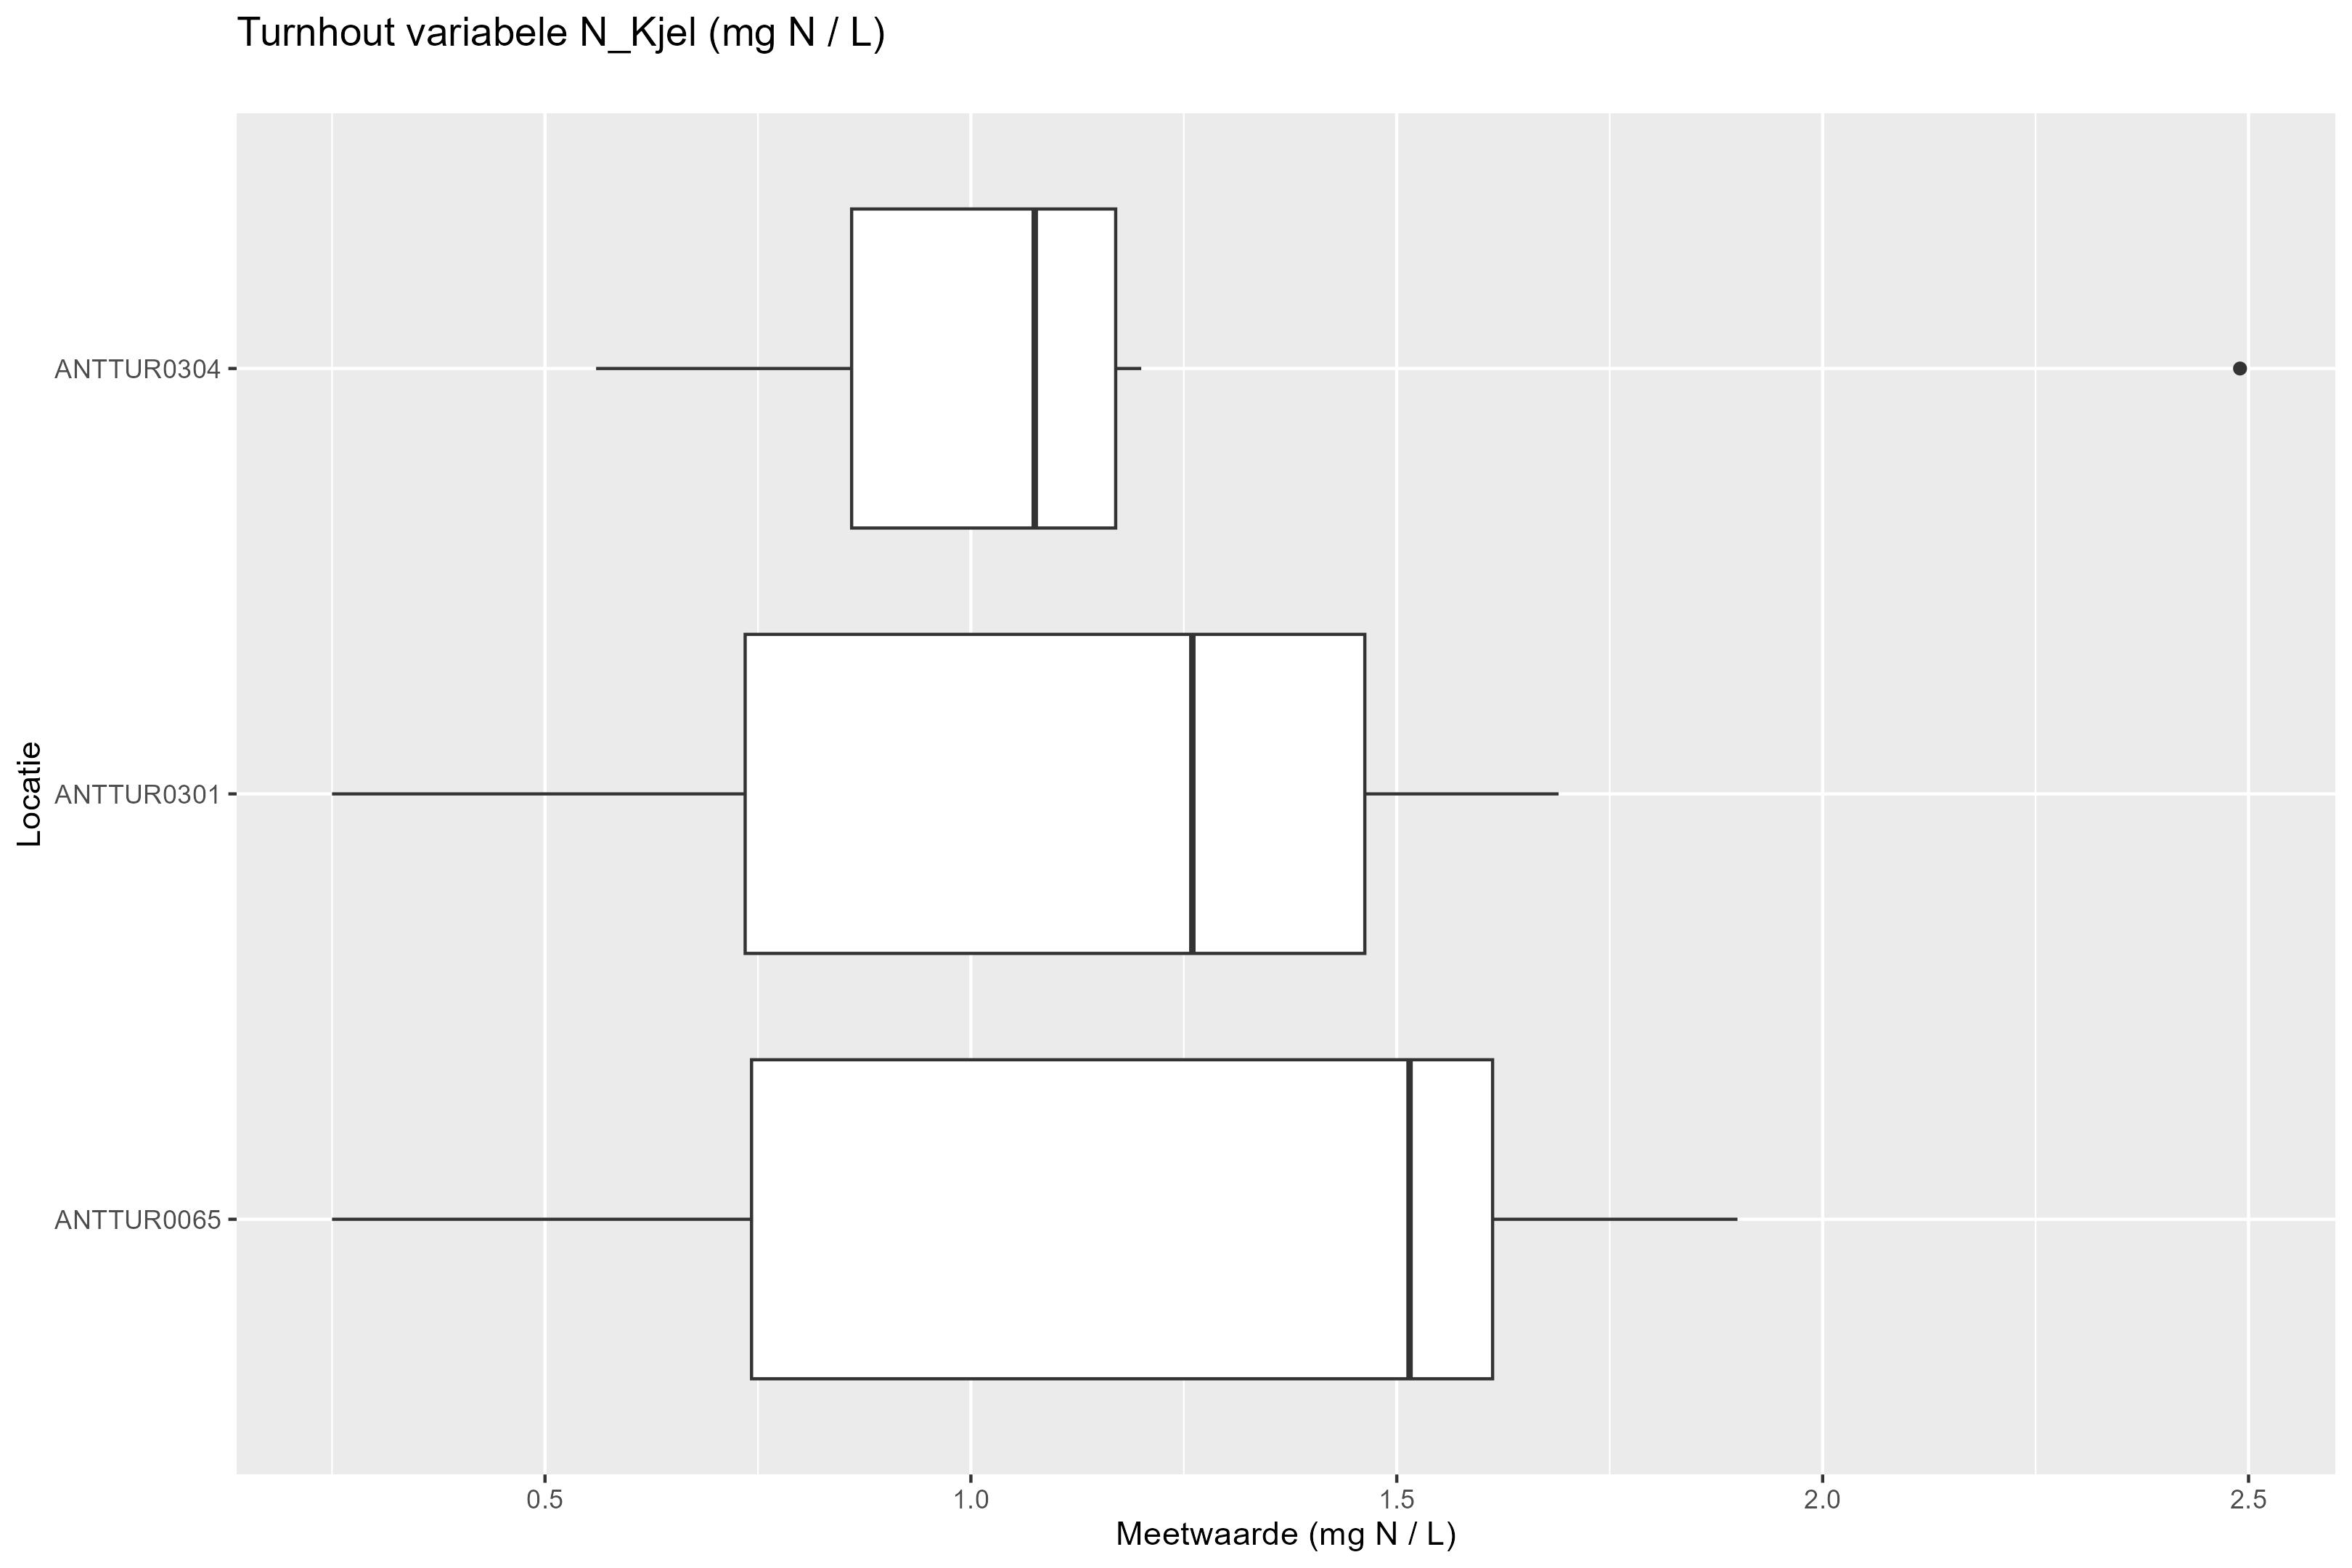 Turnhout variabele N_Kjel (mg N / L)
ANTTUR0304
ANTTUR0301
ANTTUR0065
Locatie
0.5 1.0 1.5 2.0 2.5
Meetwaarde (mg N / L)